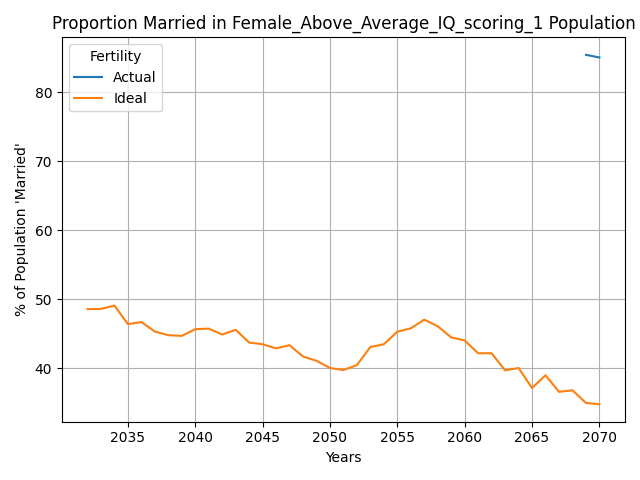 Proportion Married in Female_Above_Average_IQ_scoring_1 Population
Fertility
Actual
Ideal
% of Population 'Married'
80
70
60
50
40
2035 2040 2045 2050 2055 2060 2065 2070
Years